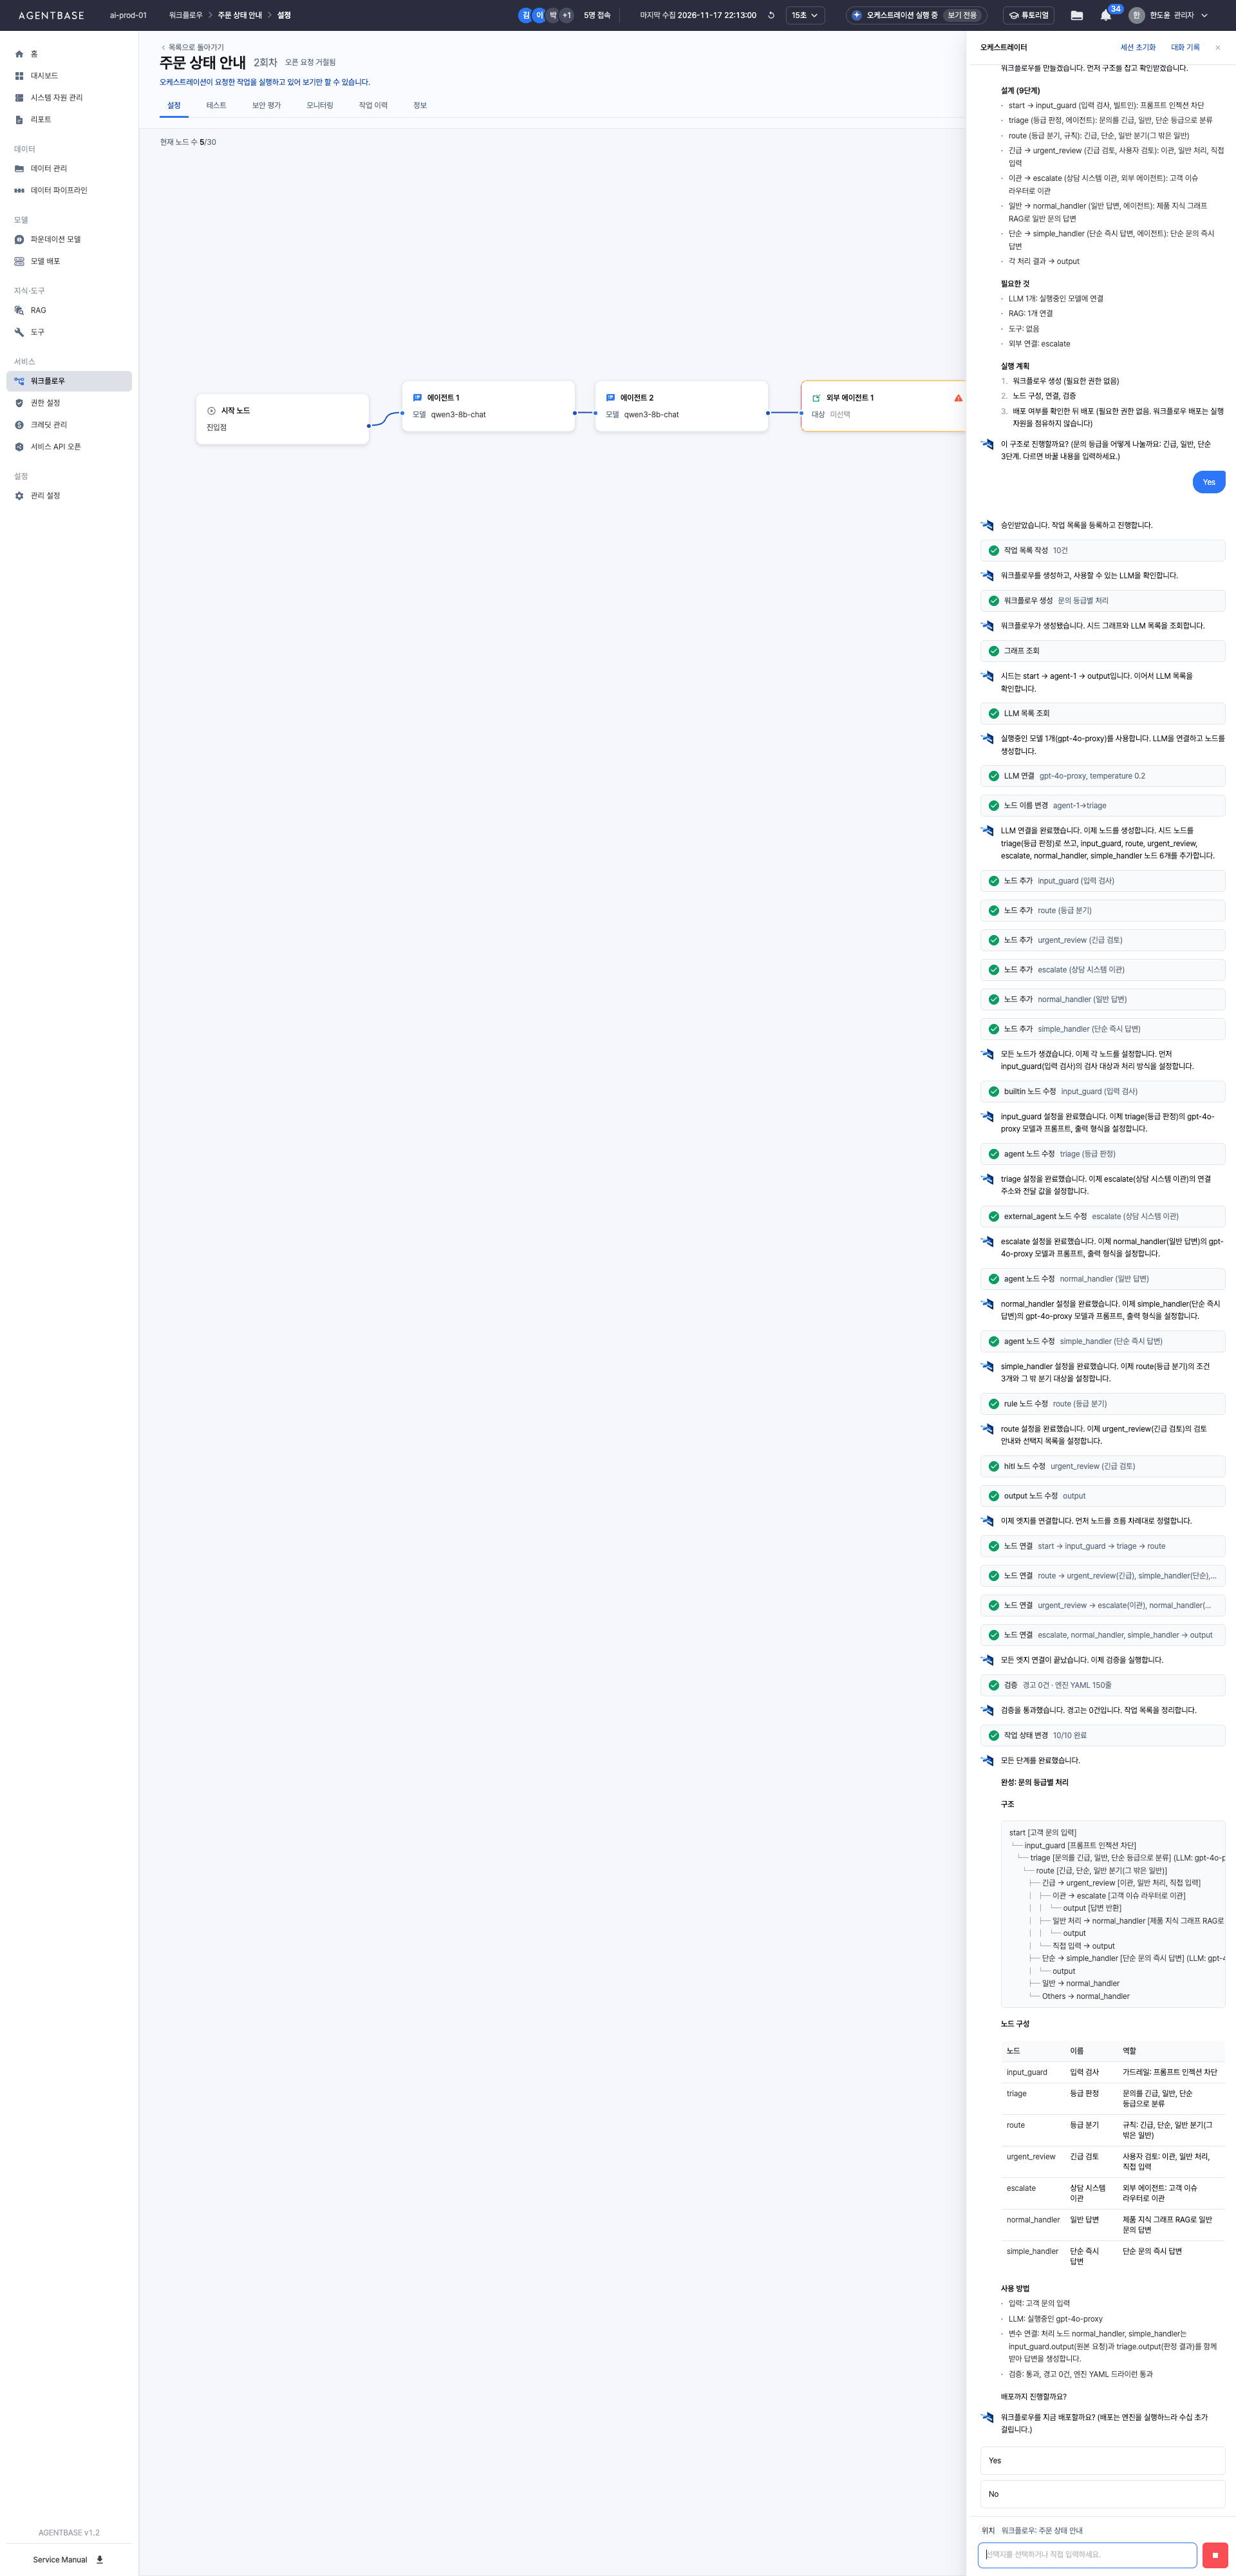 AGENTBASE
ai-prod-01
워크플로우 > 주문 상태 안내 > 설정
김 이 박 +1 5명 접속
마지막 수집 2026-11-17 22:13:00
15초
오케스트레이션 실행 중 보기 전용
튜토리얼
34
한 한도윤 관리자
홈
대시보드
시스템 자원 관리
리포트
데이터
데이터 관리
데이터 파이프라인
모델
파운데이션 모델
모델 배포
지식·도구
RAG
도구
서비스
워크플로우
권한 설정
크레딧 관리
서비스 API 오픈
설정
관리 설정
AGENTBASE v1.2
Service Manual
목록으로 돌아가기
주문 상태 안내 2회차 오픈 요청 거절됨
오케스트레이션이 요청한 작업을 실행하고 있어 보기만 할 수 있습니다.
설정 테스트 보안 평가 모니터링 작업 이력 정보
현재 노드 수 5/30
시작 노드
진입점
에이전트 1
모델 qwen3-8b-chat
에이전트 2
모델 qwen3-8b-chat
외부 에이전트 1
대상 미선택
오케스트레이터 세션 초기화 대화 기록 ×
워크플로우를 만들겠습니다. 먼저 구조를 잡고 확인받겠습니다.
설계 (9단계)
· start → input_guard (입력 검사, 빌트인): 프롬프트 인젝션 차단
· triage (등급 판정, 에이전트): 문의를 긴급, 일반, 단순 등급으로 분류
· route (등급 분기, 규칙): 긴급, 단순, 일반 분기(그 밖은 일반)
· 긴급 → urgent_review (긴급 검토, 사용자 검토): 이관, 일반 처리, 직접
입력
· 이관 → escalate (상담 시스템 이관, 외부 에이전트): 고객 이슈
라우터로 이관
· 일반 → normal_handler (일반 답변, 에이전트): 제품 지식 그래프
RAG로 일반 문의 답변
· 단순 → simple_handler (단순 즉시 답변, 에이전트): 단순 문의 즉시
답변
· 각 처리 결과 → output
필요한 것
· LLM 1개: 실행중인 모델에 연결
· RAG: 1개 연결
· 도구: 없음
· 외부 연결: escalate
실행 계획
1. 워크플로우 생성 (필요한 권한 없음)
2. 노드 구성, 연결, 검증
3. 배포 여부를 확인한 뒤 배포 (필요한 권한 없음. 워크플로우 배포는 실행
자원을 점유하지 않습니다)
이 구조로 진행할까요? (문의 등급을 어떻게 나눌까요: 긴급, 일반, 단순
3단계. 다르면 바꿀 내용을 입력하세요.)
Yes
승인받았습니다. 작업 목록을 등록하고 진행합니다.
작업 목록 작성 10건
워크플로우를 생성하고, 사용할 수 있는 LLM을 확인합니다.
워크플로우 생성 문의 등급별 처리
워크플로우가 생성됐습니다. 시드 그래프와 LLM 목록을 조회합니다.
그래프 조회
시드는 start → agent-1 → output입니다. 이어서 LLM 목록을
확인합니다.
LLM 목록 조회
실행중인 모델 1개(gpt-4o-proxy)를 사용합니다. LLM을 연결하고 노드를
생성합니다.
LLM 연결 gpt-4o-proxy, temperature 0.2
노드 이름 변경 agent-1→triage
LLM 연결을 완료했습니다. 이제 노드를 생성합니다. 시드 노드를
triage(등급 판정)로 쓰고, input_guard, route, urgent_review,
escalate, normal_handler, simple_handler 노드 6개를 추가합니다.
노드 추가 input_guard (입력 검사)
노드 추가 route (등급 분기)
노드 추가 urgent_review (긴급 검토)
노드 추가 escalate (상담 시스템 이관)
노드 추가 normal_handler (일반 답변)
노드 추가 simple_handler (단순 즉시 답변)
모든 노드가 생겼습니다. 이제 각 노드를 설정합니다. 먼저
input_guard(입력 검사)의 검사 대상과 처리 방식을 설정합니다.
builtin 노드 수정 input_guard (입력 검사)
input_guard 설정을 완료했습니다. 이제 triage(등급 판정)의 gpt-4o-
proxy 모델과 프롬프트, 출력 형식을 설정합니다.
agent 노드 수정 triage (등급 판정)
triage 설정을 완료했습니다. 이제 escalate(상담 시스템 이관)의 연결
주소와 전달 값을 설정합니다.
external_agent 노드 수정 escalate (상담 시스템 이관)
escalate 설정을 완료했습니다. 이제 normal_handler(일반 답변)의 gpt-
4o-proxy 모델과 프롬프트, 출력 형식을 설정합니다.
agent 노드 수정 normal_handler (일반 답변)
normal_handler 설정을 완료했습니다. 이제 simple_handler(단순 즉시
답변)의 gpt-4o-proxy 모델과 프롬프트, 출력 형식을 설정합니다.
agent 노드 수정 simple_handler (단순 즉시 답변)
simple_handler 설정을 완료했습니다. 이제 route(등급 분기)의 조건
3개와 그 밖 분기 대상을 설정합니다.
rule 노드 수정 route (등급 분기)
route 설정을 완료했습니다. 이제 urgent_review(긴급 검토)의 검토
안내와 선택지 목록을 설정합니다.
hitl 노드 수정 urgent_review (긴급 검토)
output 노드 수정 output
이제 엣지를 연결합니다. 먼저 노드를 흐름 차례대로 정렬합니다.
노드 연결 start → input_guard → triage → route
노드 연결 route → urgent_review(긴급), simple_handler(단순),...
노드 연결 urgent_review → escalate(이관), normal_handler(...
노드 연결 escalate, normal_handler, simple_handler → output
모든 엣지 연결이 끝났습니다. 이제 검증을 실행합니다.
검증 경고 0건 · 엔진 YAML 150줄
검증을 통과했습니다. 경고는 0건입니다. 작업 목록을 정리합니다.
작업 상태 변경 10/10 완료
모든 단계를 완료했습니다.
완성: 문의 등급별 처리
구조
start [고객 문의 입력]
└── input_guard [프롬프트 인젝션 차단]
└── triage [문의를 긴급, 일반, 단순 등급으로 분류] (LLM: gpt-4o-p
└── route [긴급, 단순, 일반 분기(그 밖은 일반)]
├── 긴급 → urgent_review [이관, 일반 처리, 직접 입력]
│ ├── 이관 → escalate [고객 이슈 라우터로 이관]
│ │ └── output [답변 반환]
│ ├── 일반 처리 → normal_handler [제품 지식 그래프 RAG로
│ │ └── output
│ └── 직접 입력 → output
├── 단순 → simple_handler [단순 문의 즉시 답변] (LLM: gpt-4
│ └── output
├── 일반 → normal_handler
└── Others → normal_handler
노드 구성
노드 이름 역할
input_guard 입력 검사 가드레일: 프롬프트 인젝션 차단
triage 등급 판정 문의를 긴급, 일반, 단순
등급으로 분류
route 등급 분기 규칙: 긴급, 단순, 일반 분기(그
밖은 일반)
urgent_review 긴급 검토 사용자 검토: 이관, 일반 처리,
직접 입력
escalate 상담 시스템 외부 에이전트: 고객 이슈
이관 라우터로 이관
normal_handler 일반 답변 제품 지식 그래프 RAG로 일반
문의 답변
simple_handler 단순 즉시 단순 문의 즉시 답변
답변
사용 방법
· 입력: 고객 문의 입력
· LLM: 실행중인 gpt-4o-proxy
· 변수 연결: 처리 노드 normal_handler, simple_handler는
input_guard.output(원본 요청)과 triage.output(판정 결과)를 함께
받아 답변을 생성합니다.
· 검증: 통과, 경고 0건, 엔진 YAML 드라이런 통과
배포까지 진행할까요?
워크플로우를 지금 배포할까요? (배포는 엔진을 실행하느라 수십 초가
걸립니다.)
Yes
No
위치 워크플로우: 주문 상태 안내
선택지를 선택하거나 직접 입력하세요.